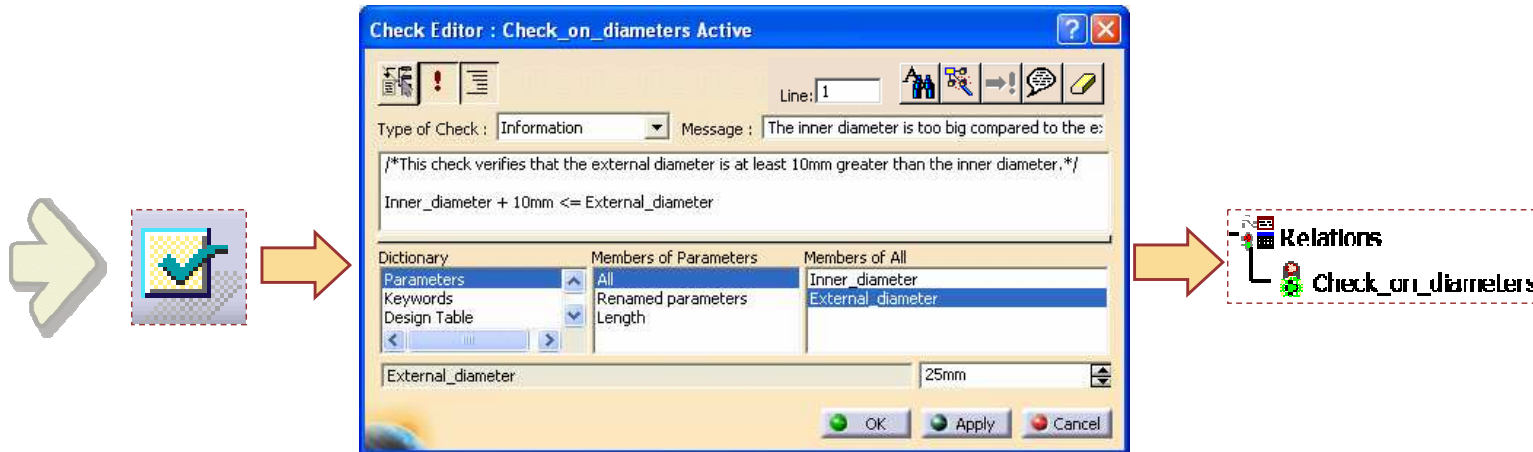 Check Editor : Check_on_diameters Active
Line: 1
Type of Check : Information Message : The inner diameter is too big compared to the e
/*This check verifies that the external diameter is at least 10mm greater than the inner diameter.*/
Inner_diameter + 10mm <= External_diameter
Dictionary Members of Parameters Members of All
Parameters All Inner_diameter
Keywords Renamed parameters External_diameter
Design Table Length
External_diameter 25mm
OK Apply Cancel
Relations
Check_on_diameters